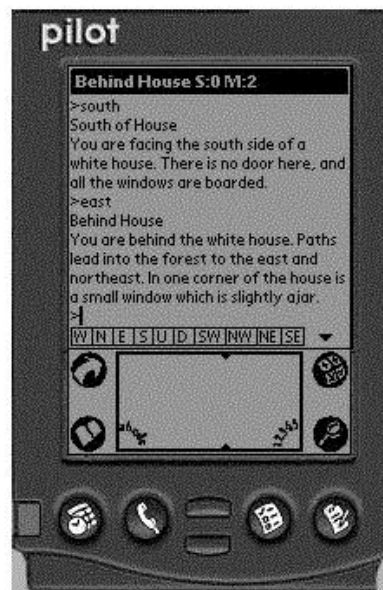 pilot
Behind House S:0 M:2
>south
South of House
You are facing the south side of a
white house. There is no door here, and
all the windows are boarded.
>east
Behind House
You are behind the white house. Paths
lead into the forest to the east and
northeast. In one corner of the house is
a small window which is slightly ajar.
>
W N E S U D SW NW NE SE
abcde 12345